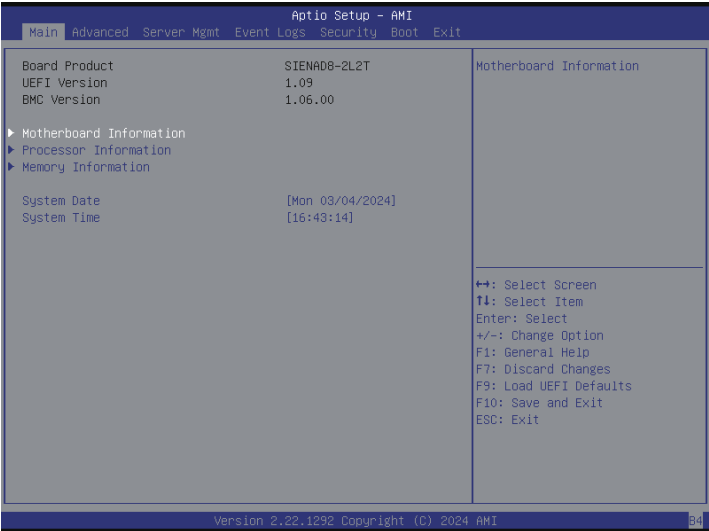 Aptio Setup – AMI
Main Advanced Server Mgmt Event Logs Security Boot Exit
Board Product SIENAD8-2L2T
UEFI Version 1.09
BMC Version 1.06.00
▶ Motherboard Information
▶ Processor Information
▶ Memory Information
System Date [Mon 03/04/2024]
System Time [16:43:14]
Motherboard Information
↔: Select Screen
↑↓: Select Item
Enter: Select
+/-: Change Option
F1: General Help
F7: Discard Changes
F9: Load UEFI Defaults
F10: Save and Exit
ESC: Exit
Version 2.22.1292 Copyright (C) 2024 AMI
B4